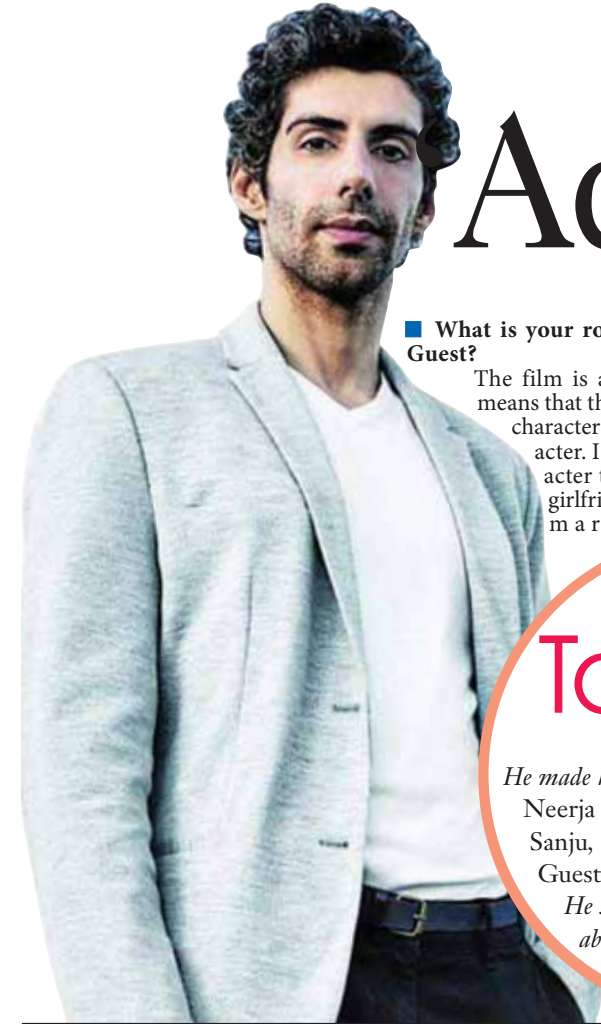 ‘Ac
■ What is your ro
Guest?
The film is a
means that th
character
acter. I
acter t
girlfri
m a r
To
He made h
Neerja
Sanju,
Guest
He s
ab